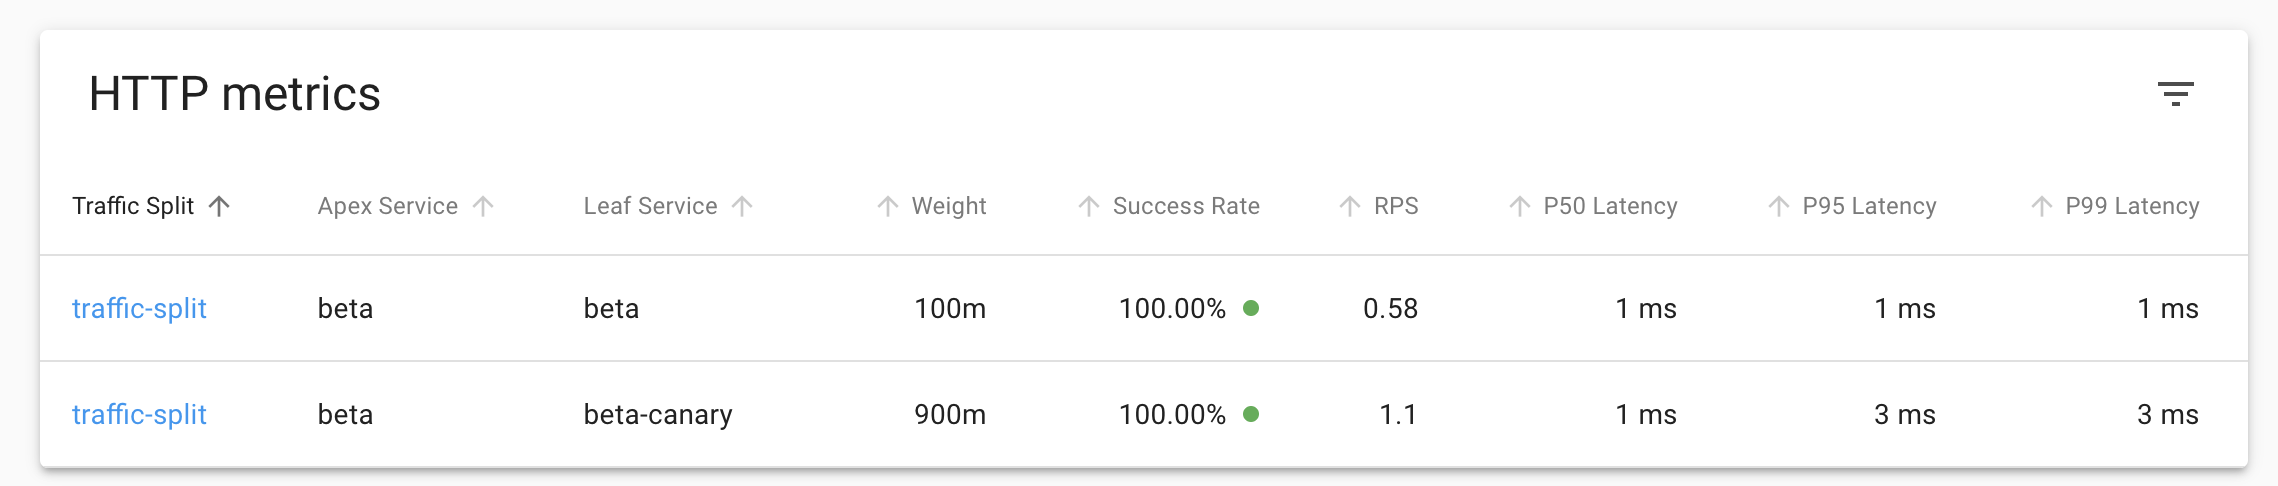 HTTP metrics
Traffic Split Apex Service Leaf Service Weight Success Rate RPS P50 Latency P95 Latency P99 Latency
traffic-split beta beta 100m 100.00% 0.58 1 ms 1 ms 1 ms
traffic-split beta beta-canary 900m 100.00% 1.1 1 ms 3 ms 3 ms